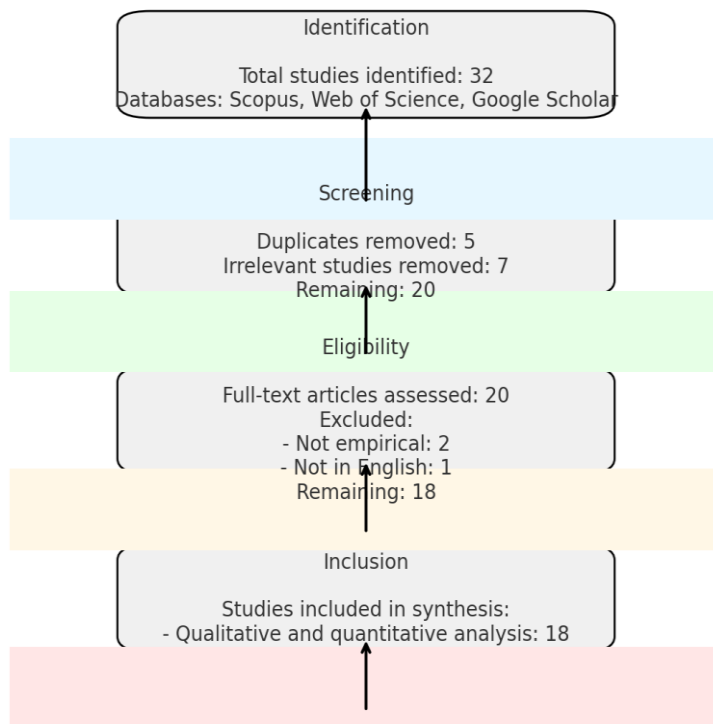 Identification
Total studies identified: 32
Databases: Scopus, Web of Science, Google Scholar
Screening
Duplicates removed: 5
Irrelevant studies removed: 7
Remaining: 20
Eligibility
Full-text articles assessed: 20
Excluded:
- Not empirical: 2
- Not in English: 1
Remaining: 18
Inclusion
Studies included in synthesis:
- Qualitative and quantitative analysis: 18